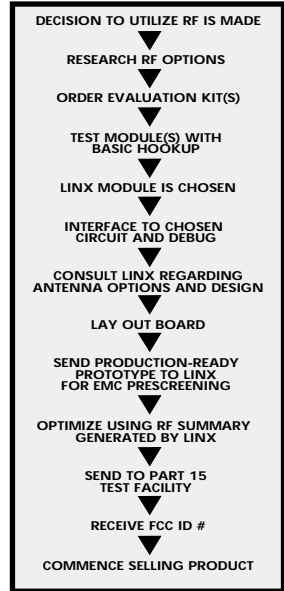 DECISION TO UTILIZE RF IS MADE
RESEARCH RF OPTIONS
ORDER EVALUATION KIT(S)
TEST MODULE(S) WITH
BASIC HOOKUP
LINX MODULE IS CHOSEN
INTERFACE TO CHOSEN
CIRCUIT AND DEBUG
CONSULT LINX REGARDING
ANTENNA OPTIONS AND DESIGN
LAY OUT BOARD
SEND PRODUCTION-READY
PROTOTYPE TO LINX
FOR EMC PRESCREENING
OPTIMIZE USING RF SUMMARY
GENERATED BY LINX
SEND TO PART 15
TEST FACILITY
RECEIVE FCC ID #
COMMENCE SELLING PRODUCT